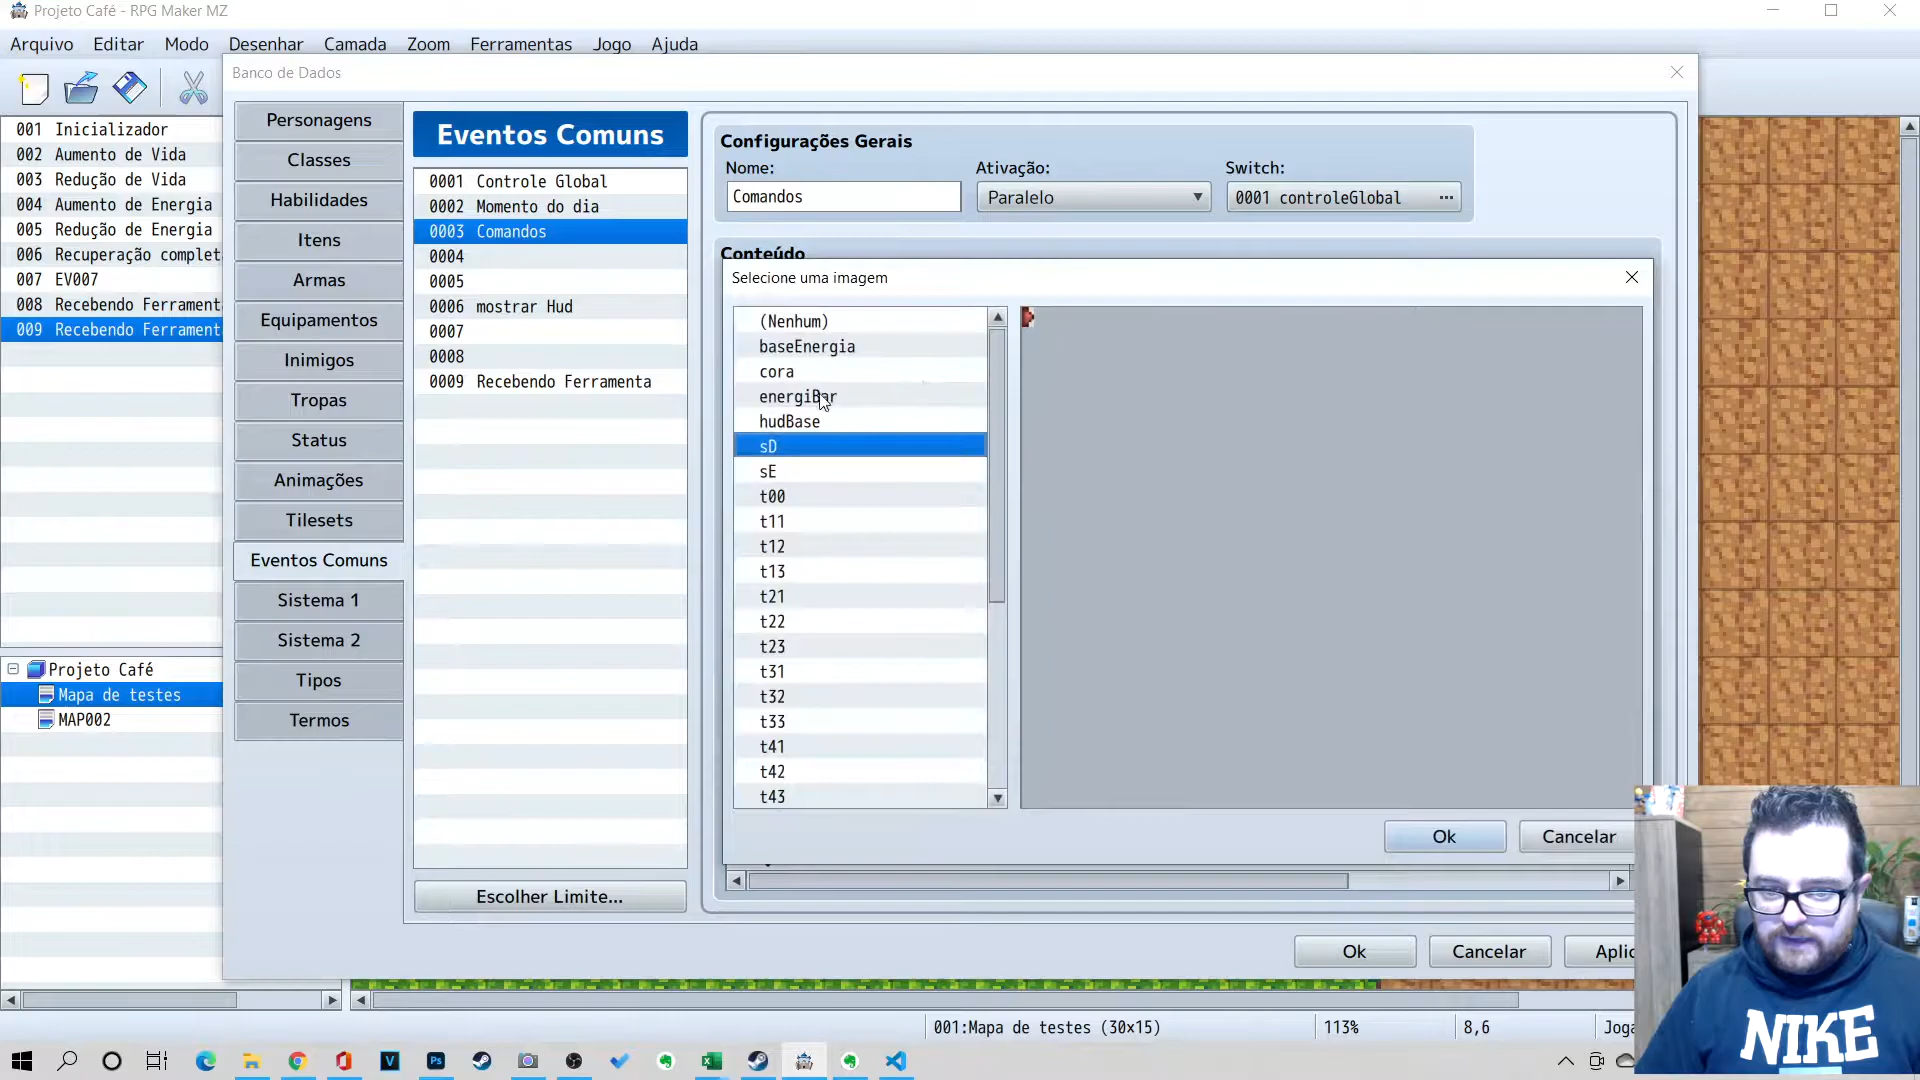 Projeto Café - RPG Maker MZ
Arquivo Editar Modo Desenhar Camada Zoom Ferramentas Jogo Ajuda
Banco de Dados
001 Inicializador
002 Aumento de Vida
003 Redução de Vida
004 Aumento de Energia
005 Redução de Energia
006 Recuperação complet
007 EV007
008 Recebendo Ferrament
009 Recebendo Ferrament
Projeto Café
Mapa de testes
MAP002
Personagens
Classes
Habilidades
Itens
Armas
Equipamentos
Inimigos
Tropas
Status
Animações
Tilesets
Eventos Comuns
Sistema 1
Sistema 2
Tipos
Termos
Eventos Comuns
0001 Controle Global
0002 Momento do dia
0003 Comandos
0004
0005
0006 mostrar Hud
0007
0008
0009 Recebendo Ferramenta
Escolher Limite...
Configurações Gerais
Nome: Ativação: Switch:
Comandos Paralelo 0001 controleGlobal ...
Conteúdo
Selecione uma imagem
(Nenhum)
baseEnergia
cora
energiBar
hudBase
sD
sE
t00
t11
t12
t13
t21
t22
t23
t31
t32
t33
t41
t42
t43
Ok Cancelar
Ok Cancelar Aplic
001:Mapa de testes (30x15) 113% 8,6 Joga
NIKE